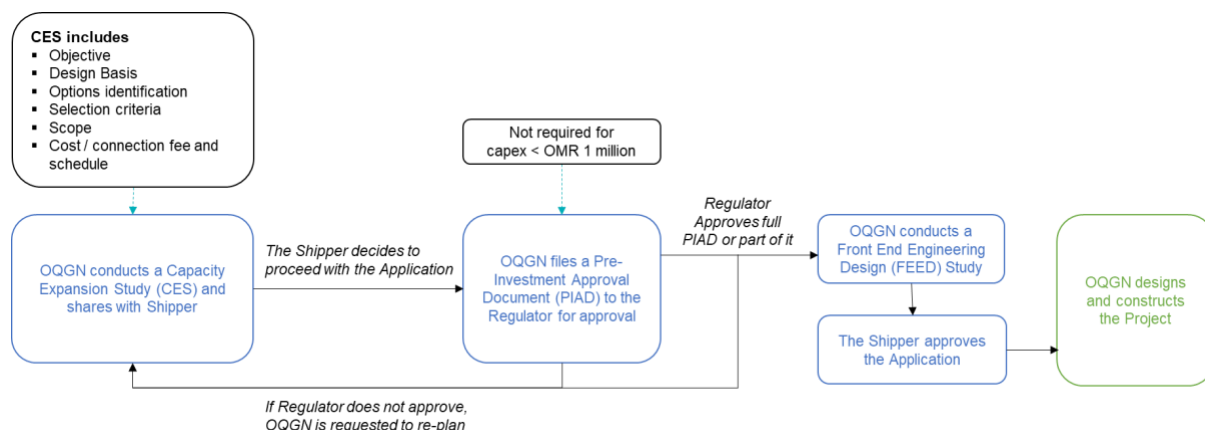 CES includes
▪ Objective
▪ Design Basis
▪ Options identification
▪ Selection criteria
▪ Scope
▪ Cost / connection fee and
schedule
Not required for
capex < OMR 1 million
OQGN conducts a Capacity
Expansion Study (CES) and
shares with Shipper
The Shipper decides to
proceed with the Application
OQGN files a Pre-
Investment Approval
Document (PIAD) to the
Regulator for approval
Regulator
Approves full
PIAD or part of it
OQGN conducts a
Front End Engineering
Design (FEED) Study
The Shipper approves
the Application
OQGN designs
and constructs
the Project
If Regulator does not approve,
OQGN is requested to re-plan